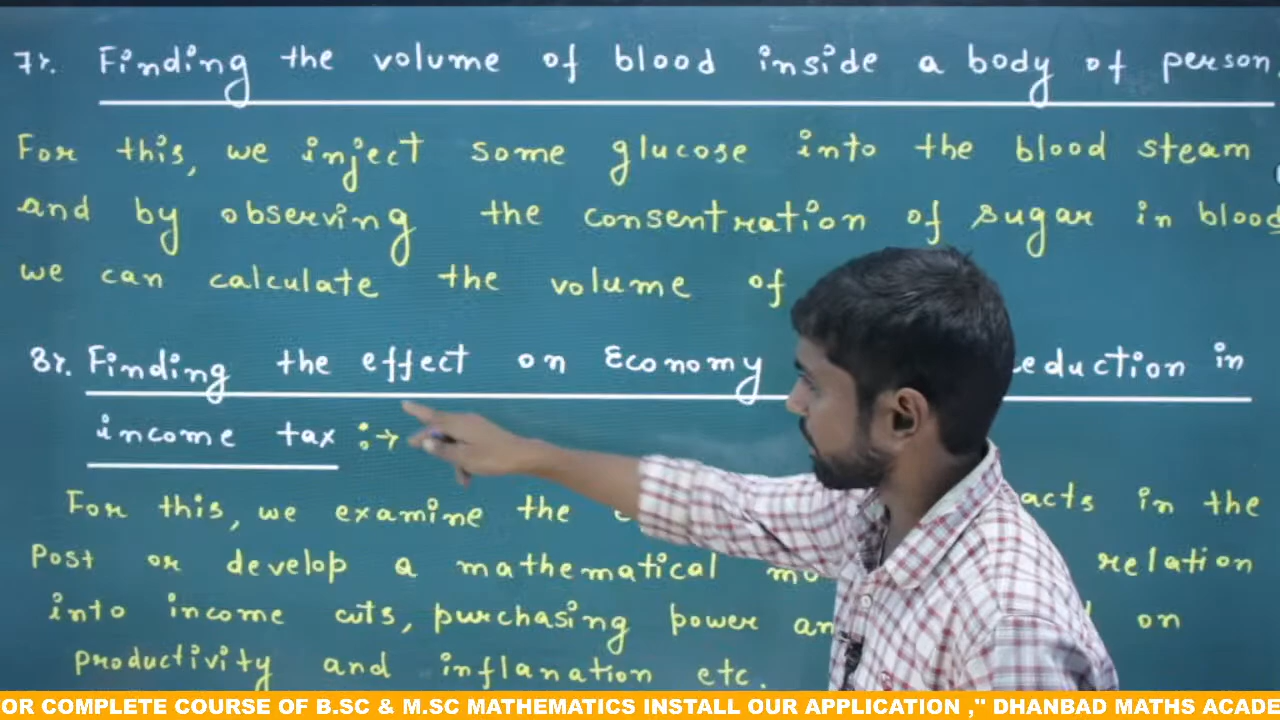 7%. Finding the volume of blood inside a body of person.
For this, we inject some glucose into the blood steam
and by observing the consentration of sugar in blood
we can calculate the volume of
8%. Finding the effect on Economy eduction in
income tax :→
For this, we examine the acts in the
Post or develop a mathematical mo relation
into income cuts, purchasing power an on
productivity and inflanation etc.
OR COMPLETE COURSE OF B.SC & M.SC MATHEMATICS INSTALL OUR APPLICATION ," DHANBAD MATHS ACADE